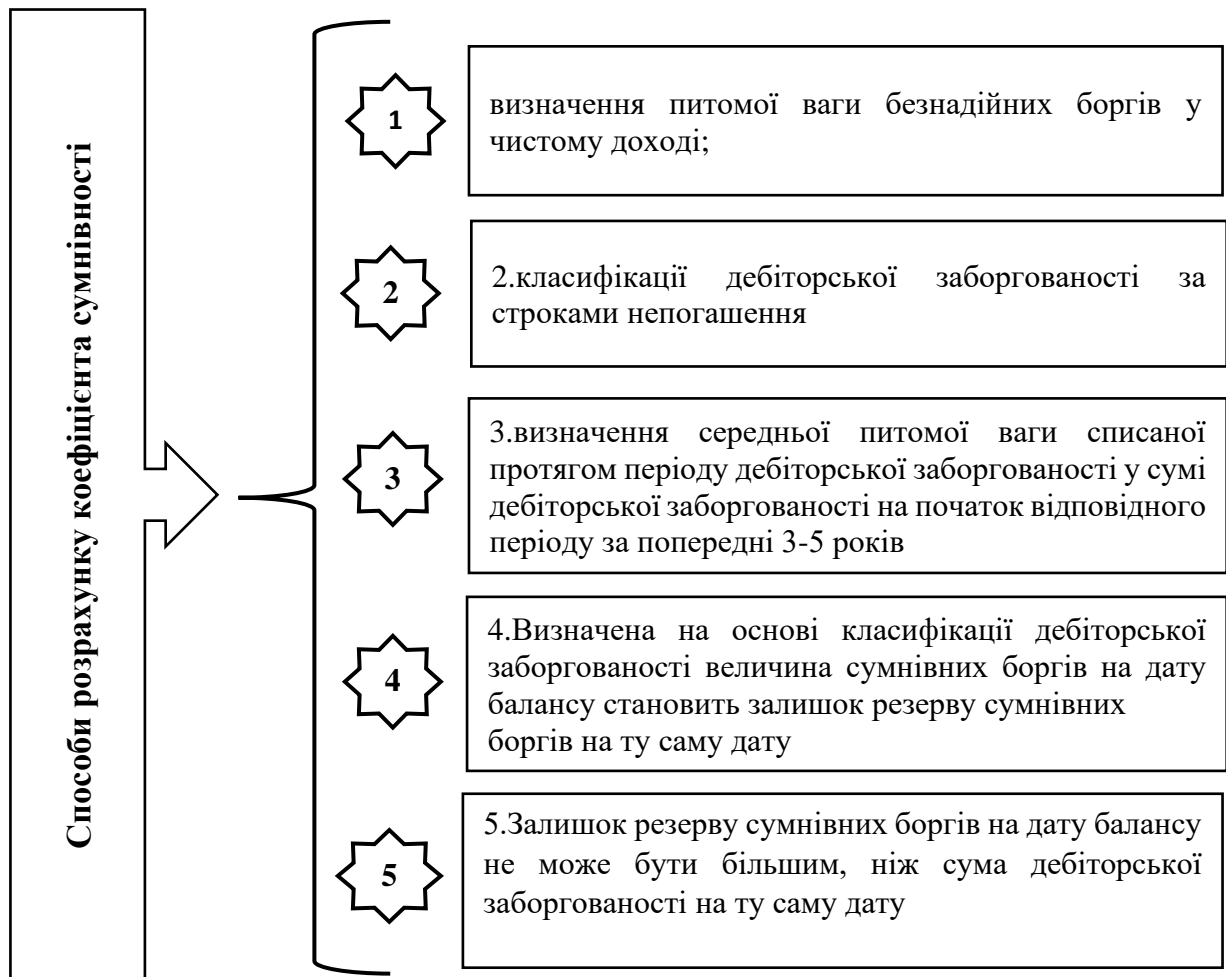 Способи розрахунку коефіцієнта сумнівності
1
визначення питомої ваги безнадійних боргів у
чистому доході;
2
2.класифікації дебіторської заборгованості за
строками непогашення
3
3.визначення середньої питомої ваги списаної
протягом періоду дебіторської заборгованості у сумі
дебіторської заборгованості на початок відповідного
періоду за попередні 3-5 років
4
4.Визначена на основі класифікації дебіторської
заборгованості величина сумнівних боргів на дату
балансу становить залишок резерву сумнівних
боргів на ту саму дату
5
5.Залишок резерву сумнівних боргів на дату балансу
не може бути більшим, ніж сума дебіторської
заборгованості на ту саму дату